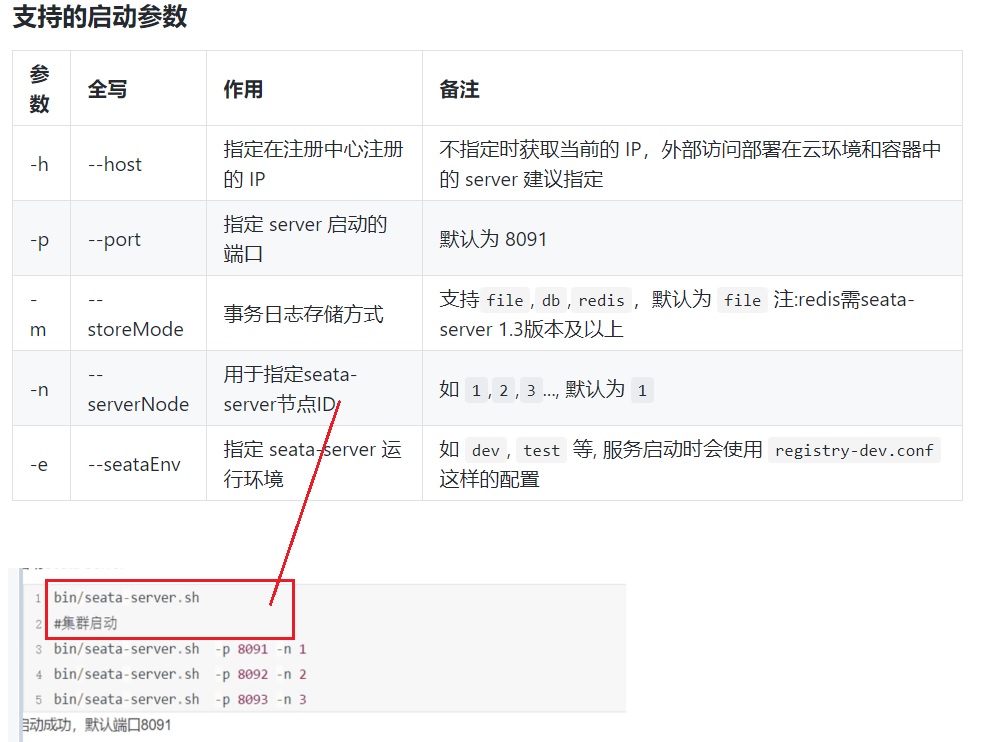 支持的启动参数
参数 全写 作用 备注
-h --host 指定在注册中心注册的 IP 不指定时获取当前的 IP，外部访问部署在云环境和容器中的 server 建议指定
-p --port 指定 server 启动的端口 默认为 8091
-m --storeMode 事务日志存储方式 支持file,db,redis，默认为 file 注:redis需seata-server 1.3版本及以上
-n --serverNode 用于指定seata-server节点ID 如 1,2,3..., 默认为 1
-e --seataEnv 指定 seata-server 运行环境 如 dev, test 等, 服务启动时会使用 registry-dev.conf 这样的配置
1 bin/seata-server.sh
2 #集群启动
3 bin/seata-server.sh -p 8091 -n 1
4 bin/seata-server.sh -p 8092 -n 2
5 bin/seata-server.sh -p 8093 -n 3
启动成功，默认端口8091